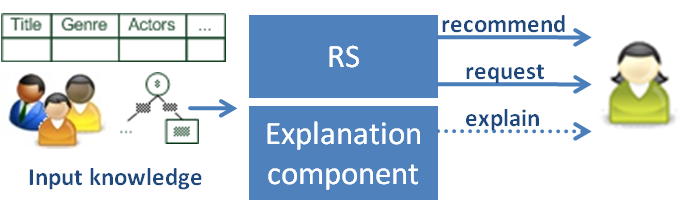 Title Genre Actors ...
$
...
Input knowledge
RS
Explanation
component
recommend
request
explain